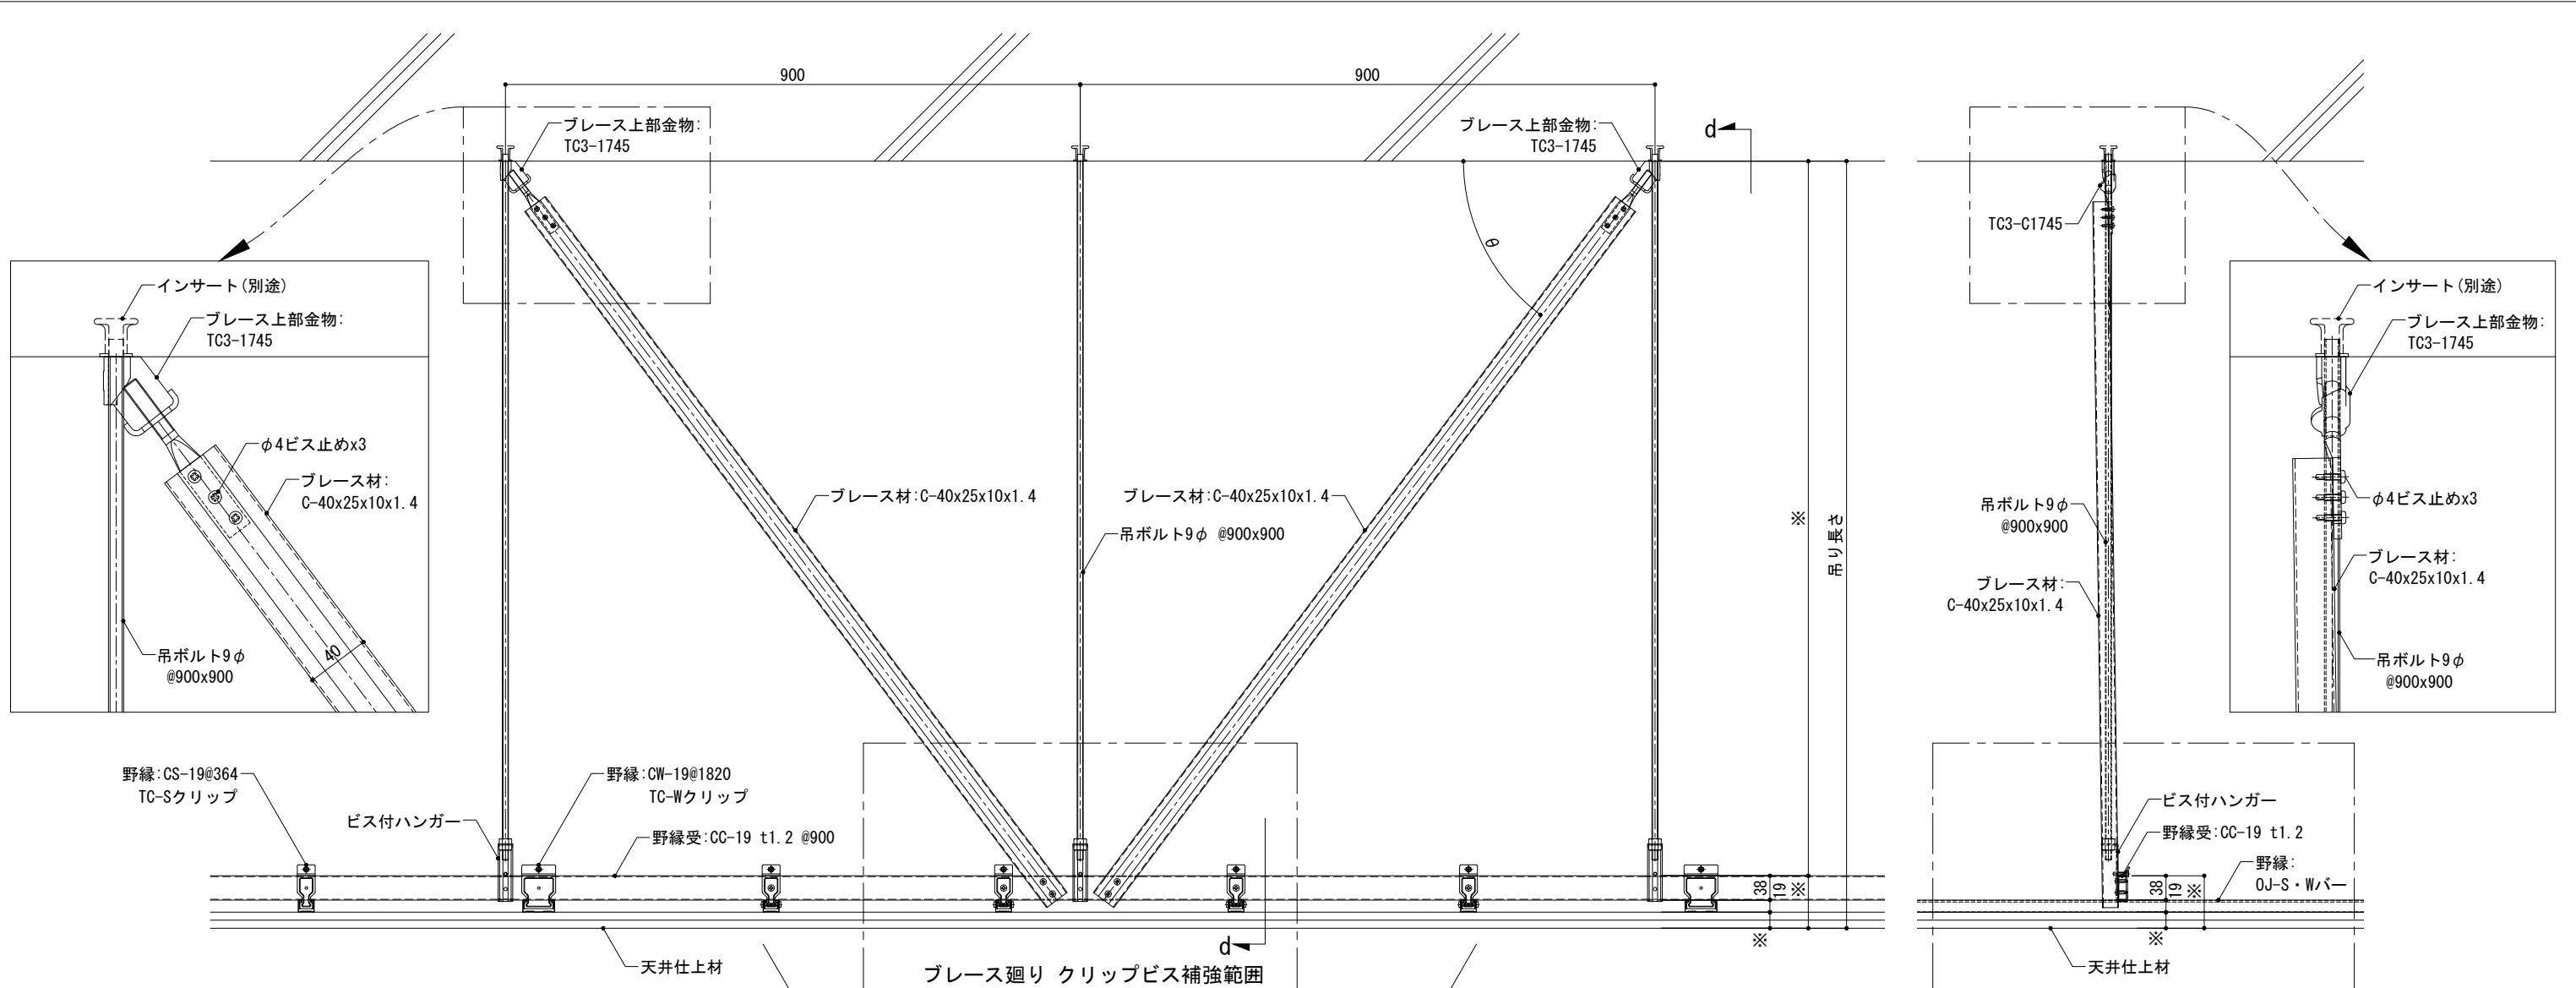 900
900
ブレース上部金物:
TC3-1745
ブレース上部金物:
TC3-1745
d
θ
TC3-C1745
インサート(別途)
ブレース上部金物:
TC3-1745
φ4ビス止めx3
ブレース材:
C-40x25x10x1.4
40
吊ボルト9φ
@900x900
ブレース材:C-40x25x10x1.4
ブレース材:C-40x25x10x1.4
吊ボルト9φ @900x900
※
吊り長さ
吊ボルト9φ
@900x900
ブレース材:
C-40x25x10x1.4
インサート(別途)
ブレース上部金物:
TC3-1745
φ4ビス止めx3
ブレース材:
C-40x25x10x1.4
吊ボルト9φ
@900x900
野縁:CS-19@364
TC-Sクリップ
ビス付ハンガー
野縁:CW-19@1820
TC-Wクリップ
野縁受:CC-19 t1.2 @900
38
19
※
※
ビス付ハンガー
野縁受:CC-19 t1.2
野縁:
OJ-S・Wバー
38
19
※
※
天井仕上材
d
ブレース廻り クリップビス補強範囲
天井仕上材